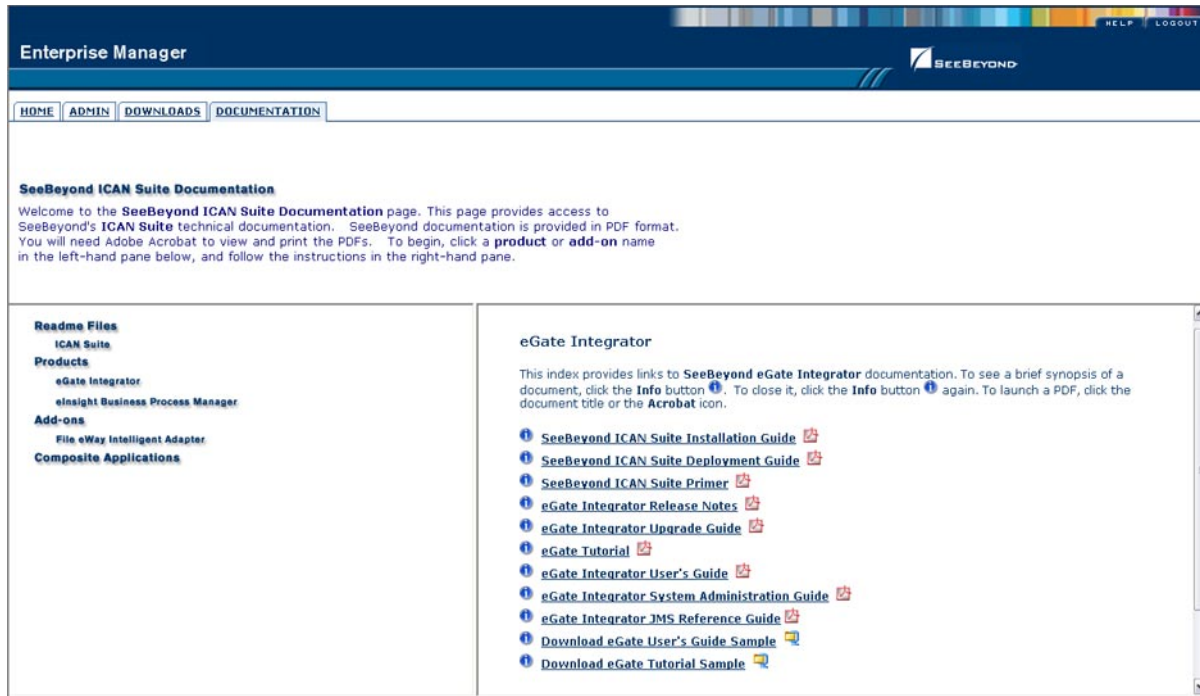 HELP LOGOUT
Enterprise Manager
SEEBEYOND
HOME ADMIN DOWNLOADS DOCUMENTATION
SeeBeyond ICAN Suite Documentation
Welcome to the SeeBeyond ICAN Suite Documentation page. This page provides access to
SeeBeyond's ICAN Suite technical documentation. SeeBeyond documentation is provided in PDF format.
You will need Adobe Acrobat to view and print the PDFs. To begin, click a product or add-on name
in the left-hand pane below, and follow the instructions in the right-hand pane.
Readme Files
ICAN Suite
Products
eGate Integrator
eInsight Business Process Manager
Add-ons
File eWay Intelligent Adapter
Composite Applications
eGate Integrator
This index provides links to SeeBeyond eGate Integrator documentation. To see a brief synopsis of a
document, click the Info button . To close it, click the Info button again. To launch a PDF, click the
document title or the Acrobat icon.
SeeBeyond ICAN Suite Installation Guide
SeeBeyond ICAN Suite Deployment Guide
SeeBeyond ICAN Suite Primer
eGate Integrator Release Notes
eGate Integrator Upgrade Guide
eGate Tutorial
eGate Integrator User's Guide
eGate Integrator System Administration Guide
eGate Integrator JMS Reference Guide
Download eGate User's Guide Sample
Download eGate Tutorial Sample